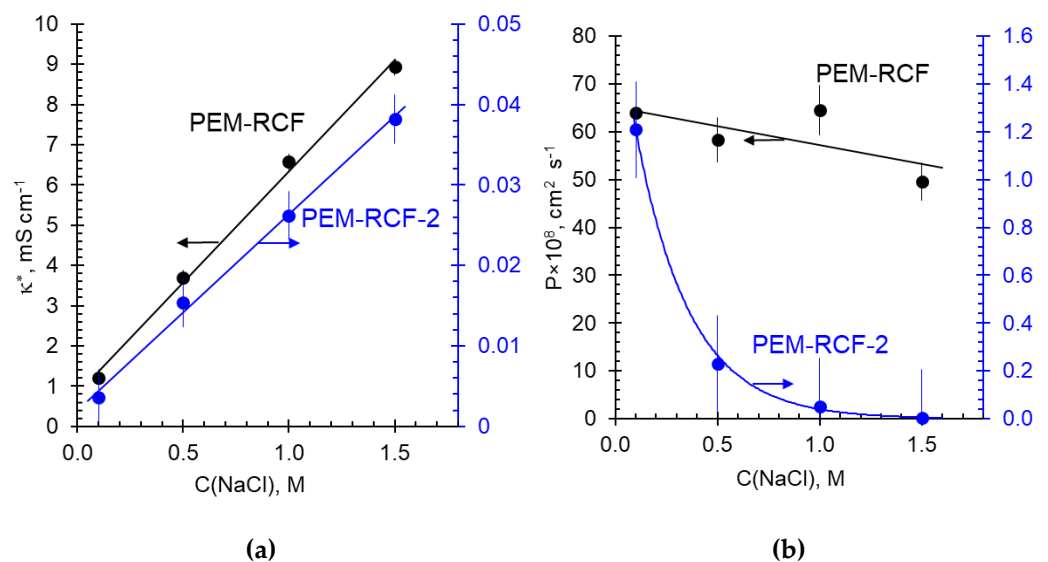 κ*, mS cm⁻¹
10
9
8
7
6
5
4
3
2
1
0
0.05
0.04
0.03
0.02
0.01
0
PEM-RCF
PEM-RCF-2
0.0 0.5 1.0 1.5
C(NaCl), M
(a)
P×10⁸, cm² s⁻¹
80
70
60
50
40
30
20
10
0
1.6
1.4
1.2
1.0
0.8
0.6
0.4
0.2
0.0
PEM-RCF
PEM-RCF-2
0.0 0.5 1.0 1.5
C(NaCl), M
(b)